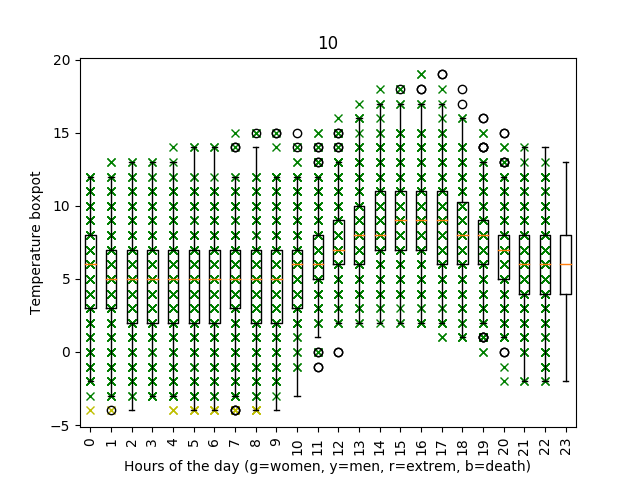 10
20
15
10
5
0
−5
Temperature boxpot
0 1 2 3 4 5 6 7 8 9 10 11 12 13 14 15 16 17 18 19 20 21 22 23
Hours of the day (g=women, y=men, r=extrem, b=death)